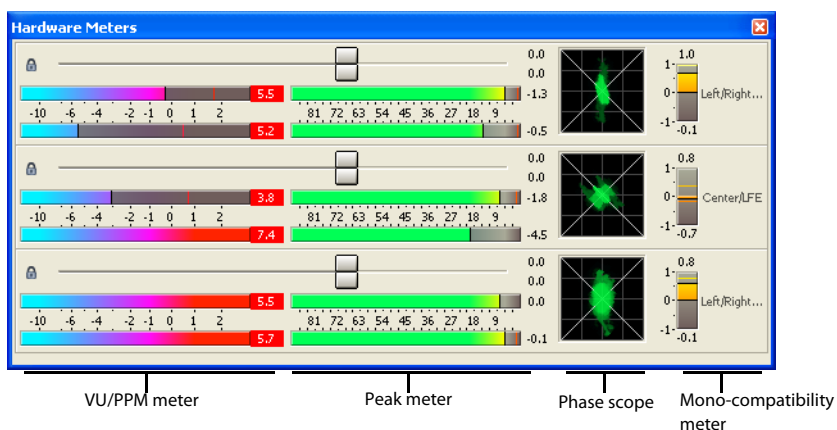 Hardware Meters
0.0
0.0
1.0
1
0
-1
-0.1
Left/Right...
5.5
-1.3
-10 -6 -4 -2 -1 0 1 2
81 72 63 54 45 36 27 18 9
5.2
-0.5
0.0
0.0
0.8
1
0
-1
-0.7
Center/LFE
3.8
-1.8
-10 -6 -4 -2 -1 0 1 2
81 72 63 54 45 36 27 18 9
7.4
-4.5
0.0
0.0
0.8
1
0
-1
-0.1
Left/Right...
5.5
0.0
-10 -6 -4 -2 -1 0 1 2
81 72 63 54 45 36 27 18 9
5.7
-0.1
VU/PPM meter
Peak meter
Phase scope
Mono-compatibility
meter